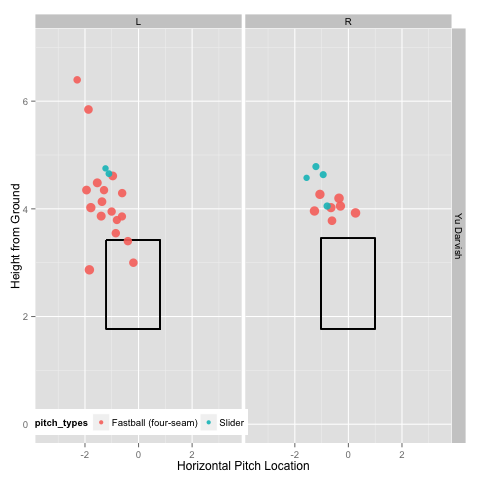 L
R
6
4
2
0
Height from Ground
Yu Darvish
pitch_types Fastball (four-seam) Slider
-2 0 2 -2 0 2
Horizontal Pitch Location